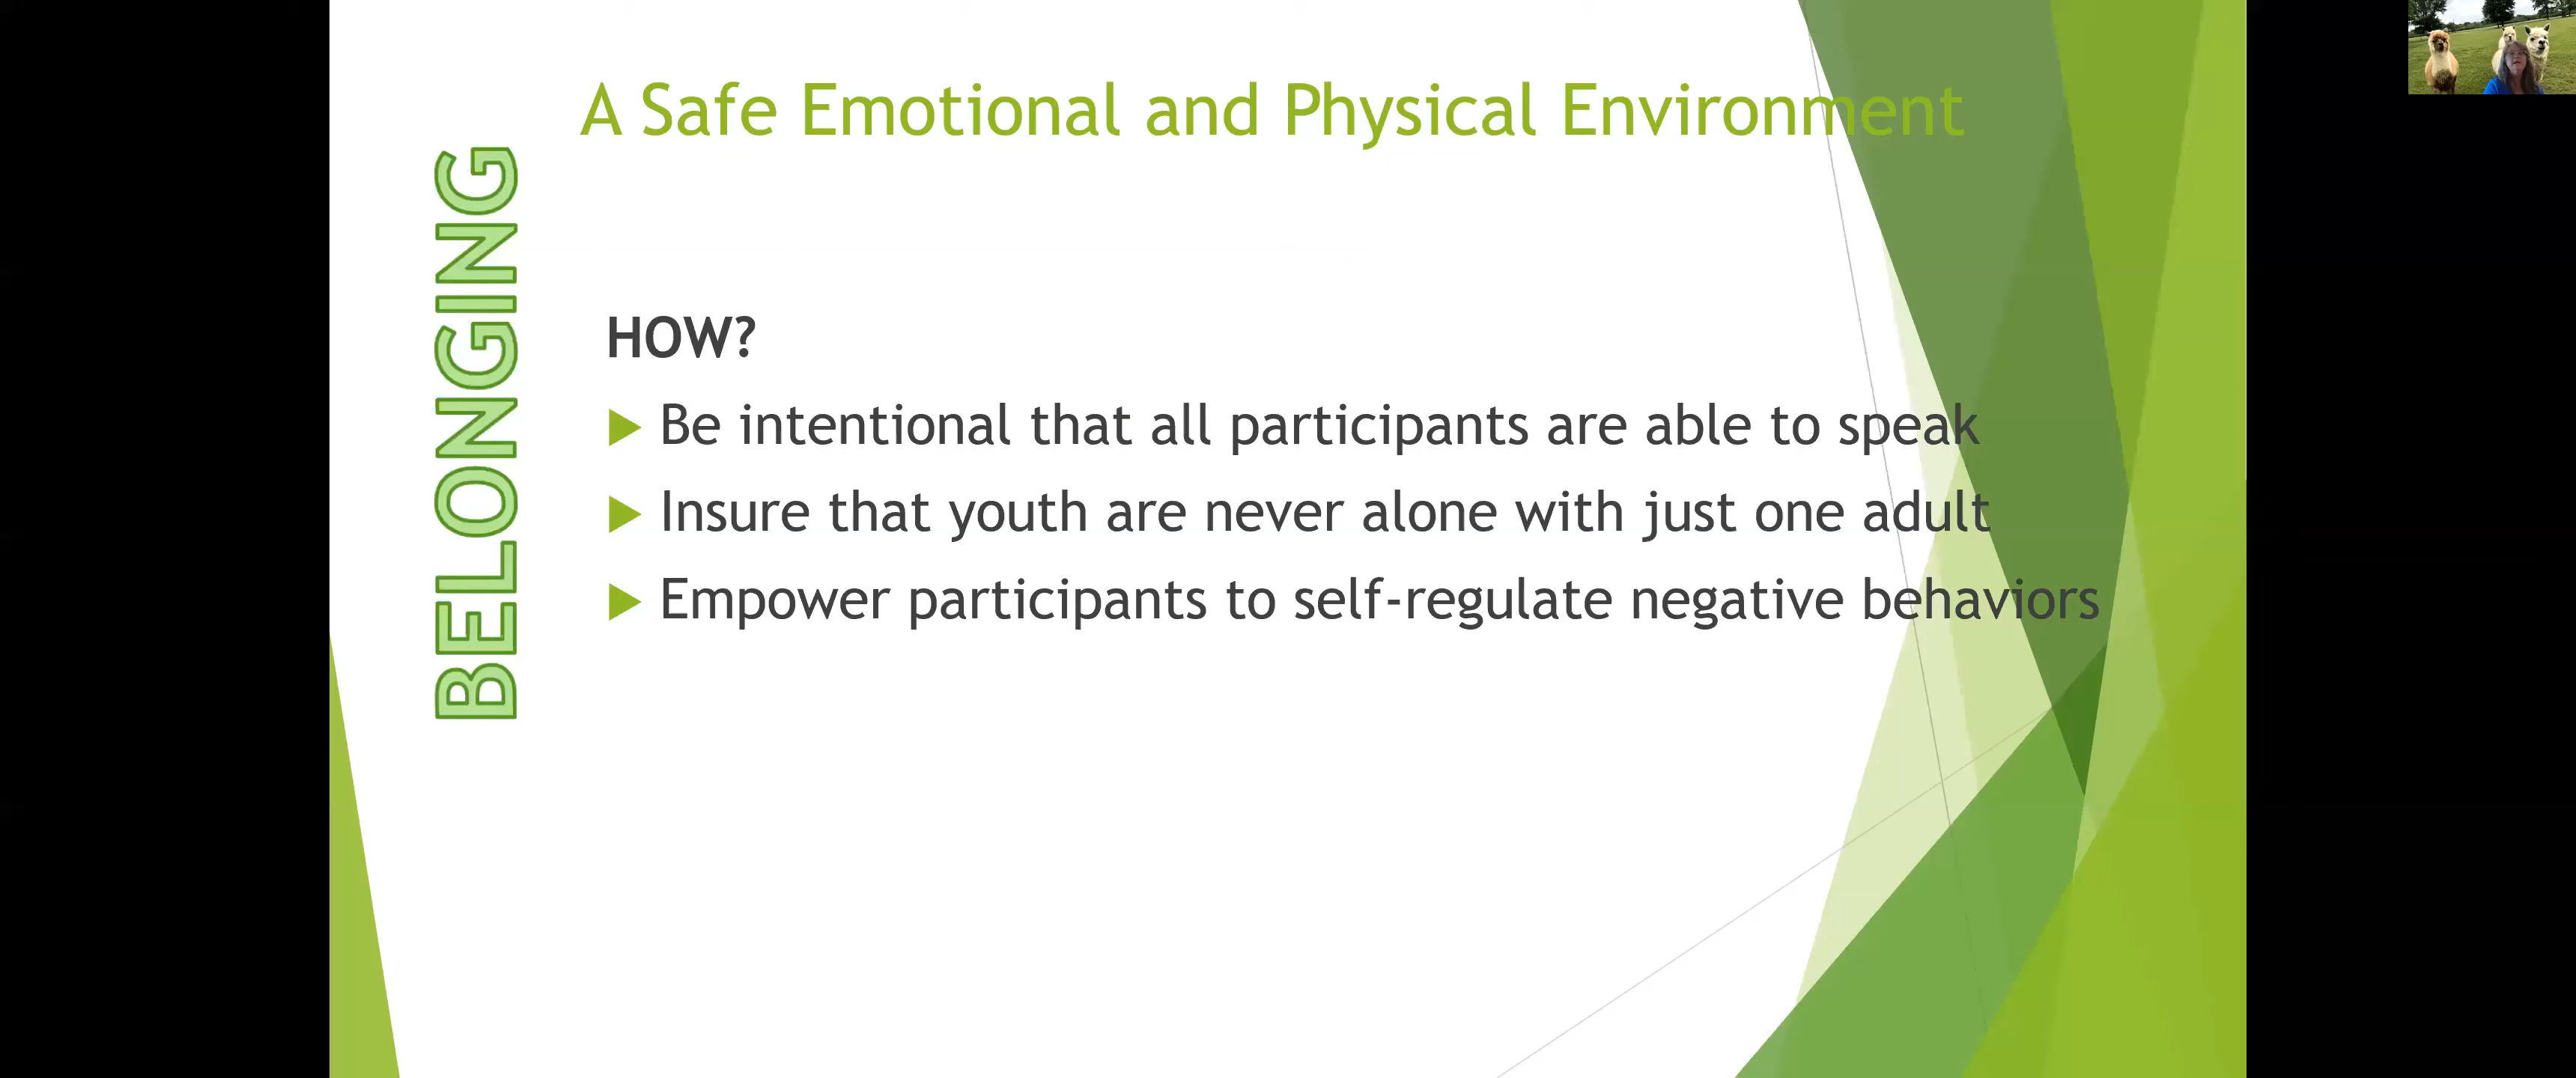 A Safe Emotional and Physical Environment
BELONGING
HOW?
Be intentional that all participants are able to speak
Insure that youth are never alone with just one adult
Empower participants to self-regulate negative behaviors